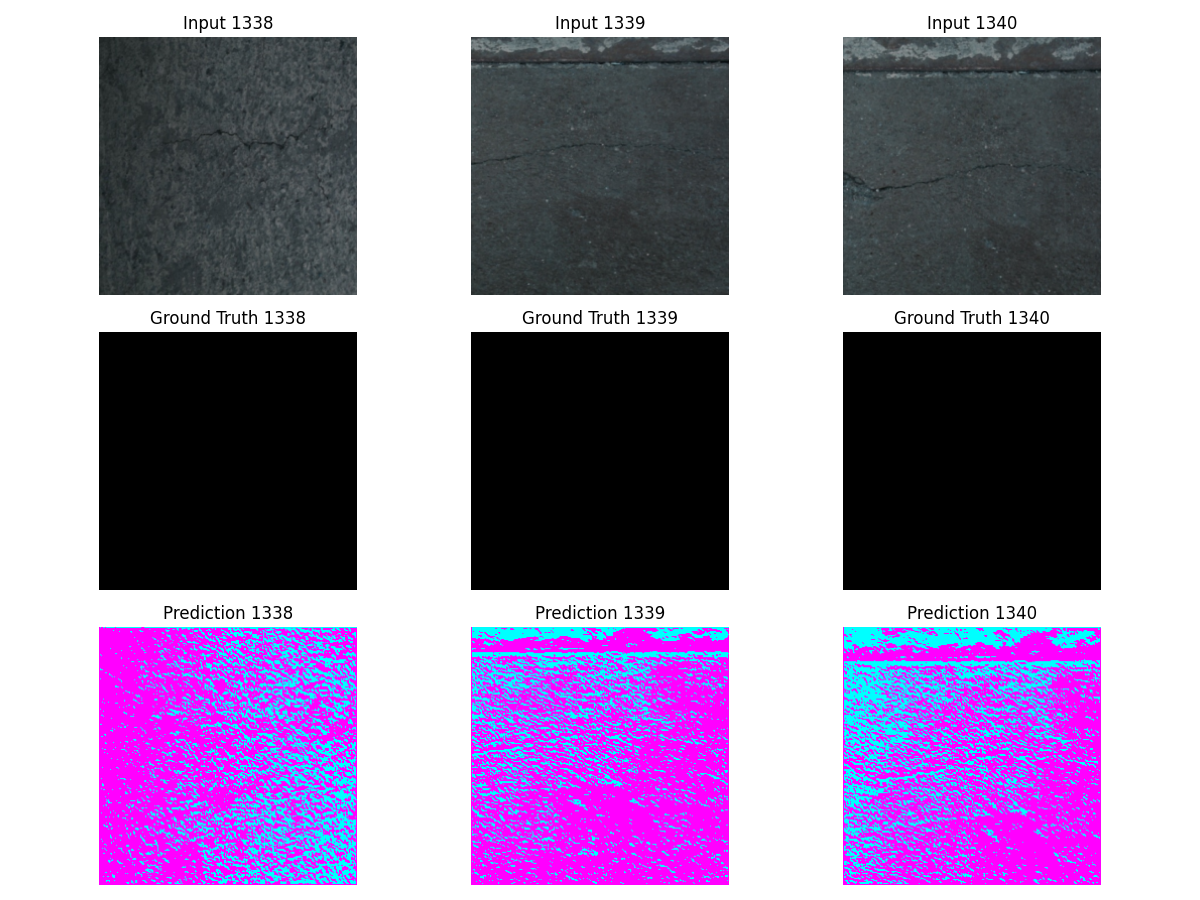 Input 1338
Input 1339
Input 1340
Ground Truth 1338
Ground Truth 1339
Ground Truth 1340
Prediction 1338
Prediction 1339
Prediction 1340